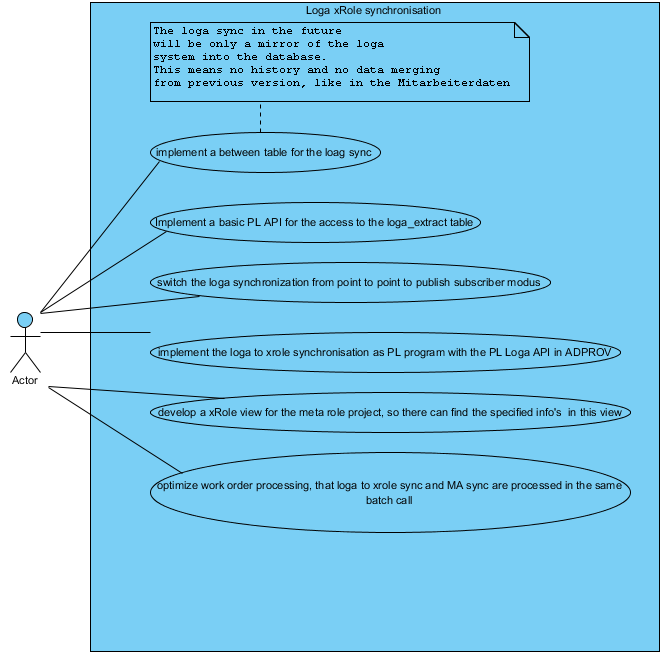 Loga xRole synchronisation
The loga sync in the future
will be only a mirror of the loga
system into the database.
This means no history and no data merging
from previous version, like in the Mitarbeiterdaten
implement a between table for the loag sync
Implement a basic PL API for the access to the loga_extract table
switch the loga synchronization from point to point to publish subscriber modus
implement the loga to xrole synchronisation as PL program with the PL Loga API in ADPROV
Actor
develop a xRole view for the meta role project, so there can find the specified info's in this view
optimize work order processing, that loga to xrole sync and MA sync are processed in the same
batch call